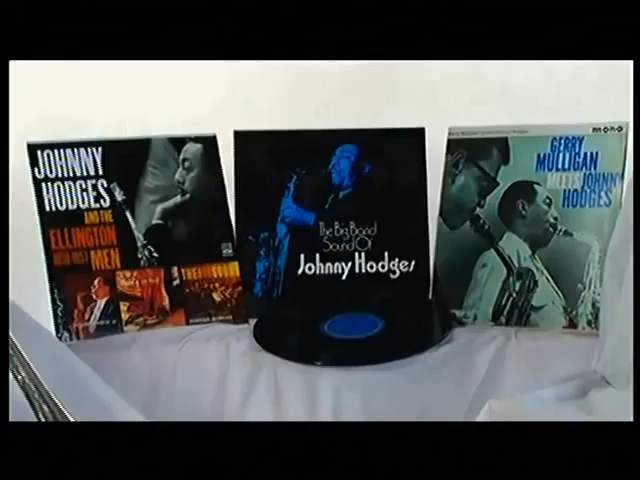 JOHNNY
HODGES
AND THE
ELLINGTON
MEN
The Big Band
Sound Of
Johnny Hodges
mono
GERRY
MULLIGAN
MEETS JOHNNY
HODGES